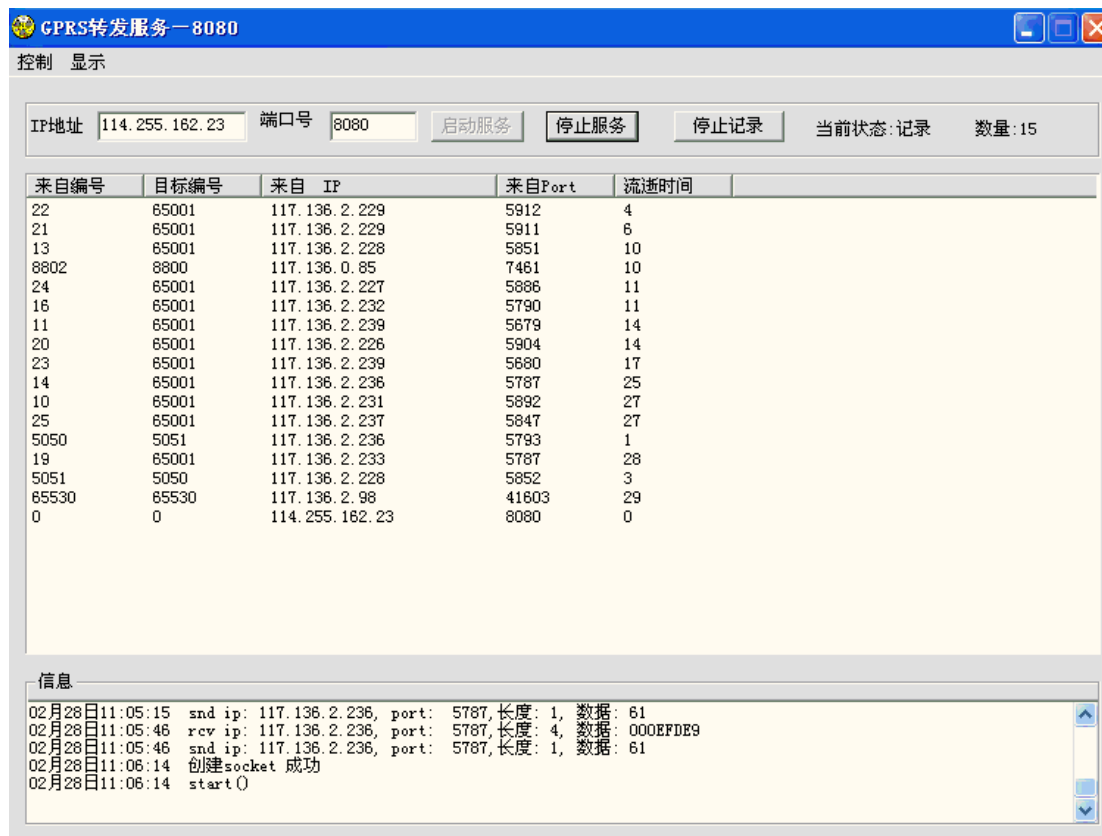 GPRS转发服务－8080
控制 显示
IP地址 114.255.162.23 端口号 8080 启动服务 停止服务 停止记录 当前状态:记录 数量:15
来自编号 目标编号 来自 IP 来自Port 流逝时间
22 65001 117.136.2.229 5912 4
21 65001 117.136.2.229 5911 6
13 65001 117.136.2.228 5851 10
8802 8800 117.136.0.85 7461 10
24 65001 117.136.2.227 5886 11
16 65001 117.136.2.232 5790 11
11 65001 117.136.2.239 5679 14
20 65001 117.136.2.226 5904 14
23 65001 117.136.2.239 5680 17
14 65001 117.136.2.236 5787 25
10 65001 117.136.2.231 5892 27
25 65001 117.136.2.237 5847 27
5050 5051 117.136.2.236 5793 1
19 65001 117.136.2.233 5787 28
5051 5050 117.136.2.228 5852 3
65530 65530 117.136.2.98 41603 29
0 0 114.255.162.23 8080 0
信息
02月28日11:05:15 snd ip: 117.136.2.236, port: 5787,长度: 1, 数据: 61
02月28日11:05:46 rcv ip: 117.136.2.236, port: 5787,长度: 4, 数据: 000EFDE9
02月28日11:05:46 snd ip: 117.136.2.236, port: 5787,长度: 1, 数据: 61
02月28日11:06:14 创建socket 成功
02月28日11:06:14 start()